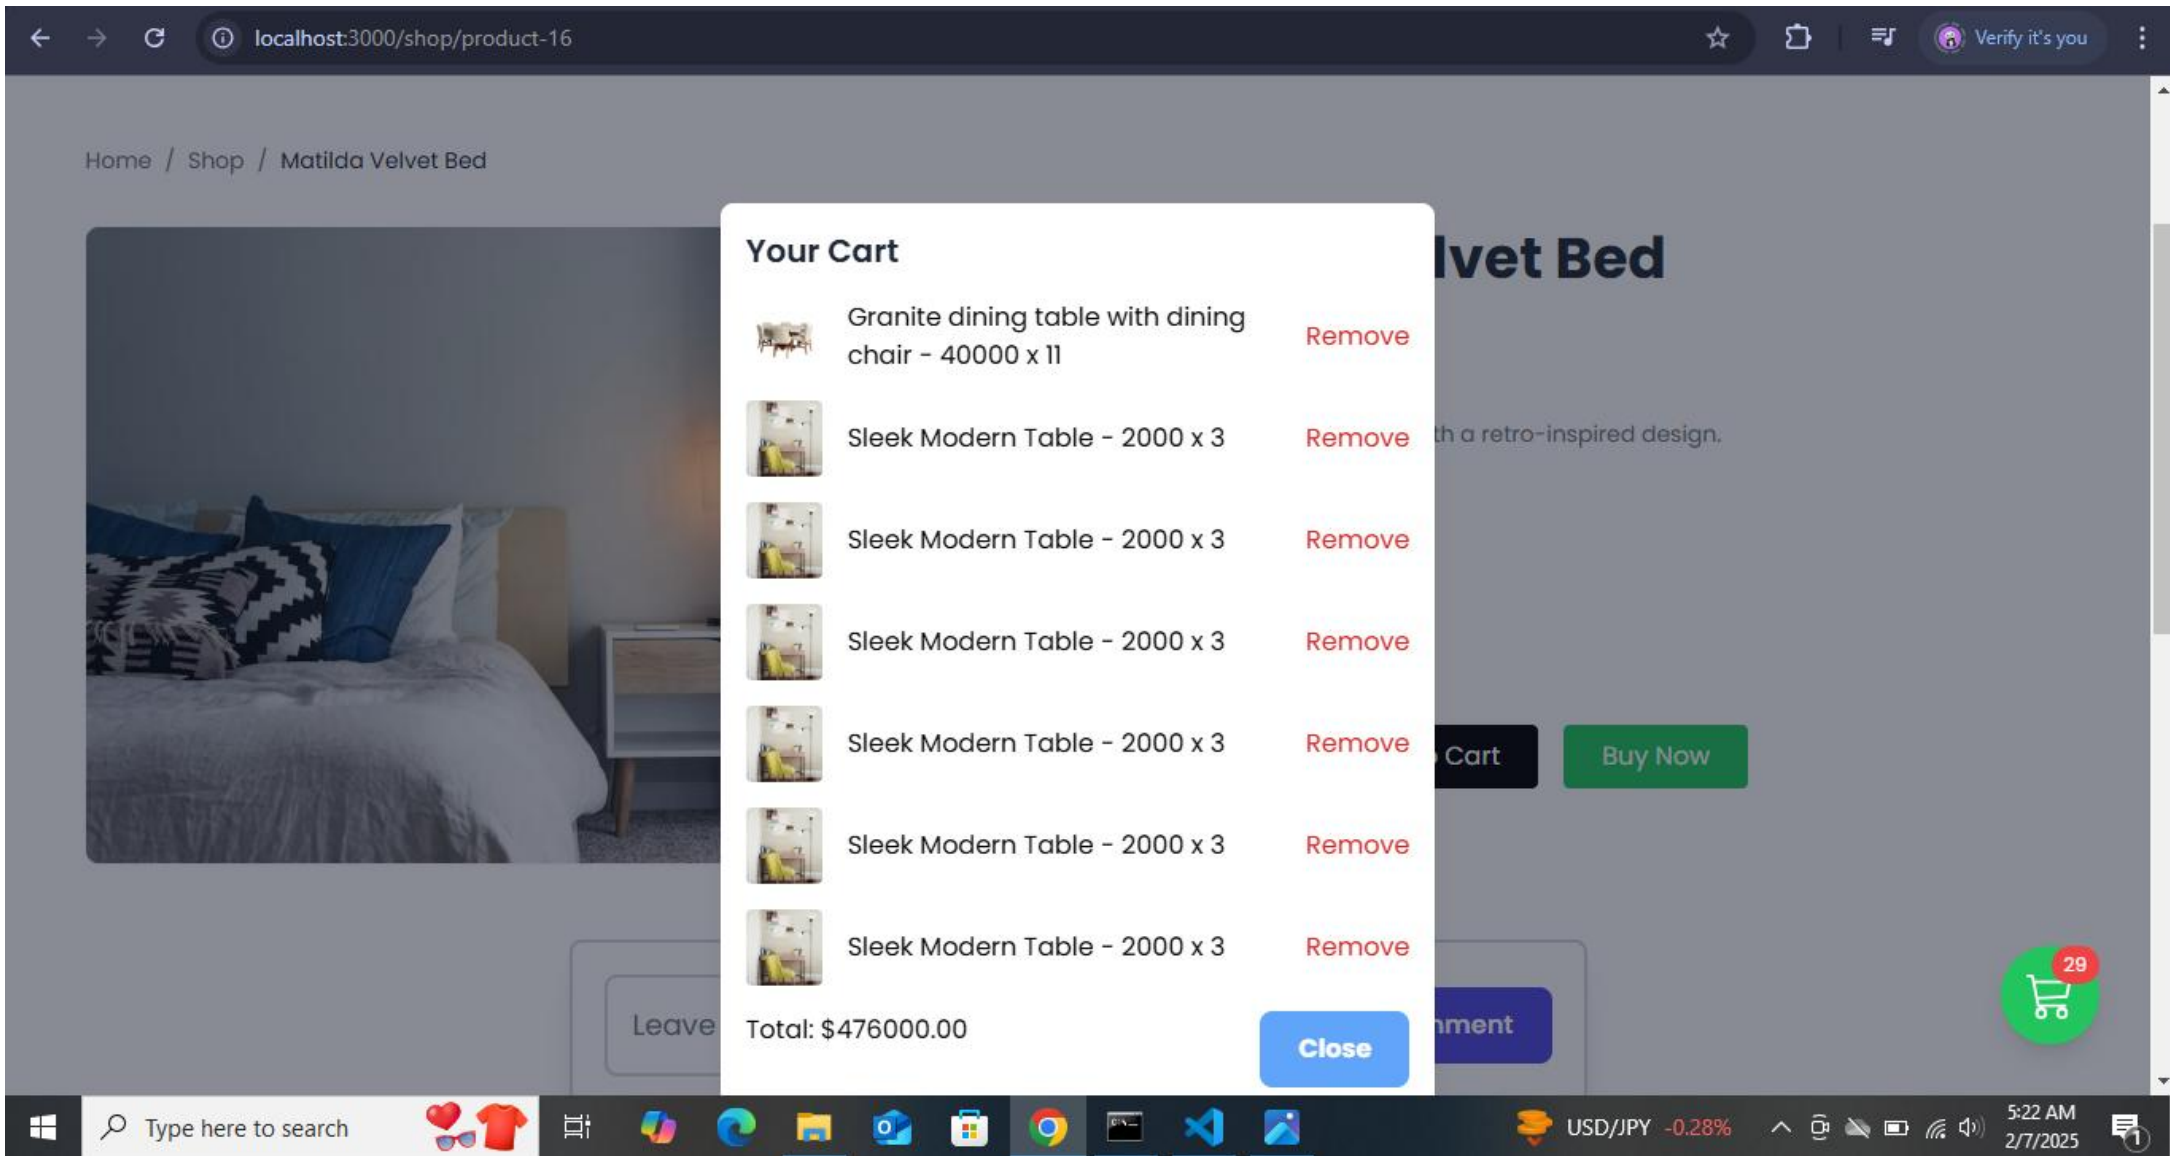 localhost:3000/shop/product-16
Verify it's you
Home / Shop / Matilda Velvet Bed
Your Cart
lvet Bed
Granite dining table with dining
chair - 40000 x 11
Remove
Sleek Modern Table - 2000 x 3
Remove
th a retro-inspired design.
Sleek Modern Table - 2000 x 3
Remove
Sleek Modern Table - 2000 x 3
Remove
Sleek Modern Table - 2000 x 3
Remove
Cart
Buy Now
Sleek Modern Table - 2000 x 3
Remove
Sleek Modern Table - 2000 x 3
Remove
29
Leave
Total: $476000.00
Close
mment
Type here to search
USD/JPY -0.28%
5:22 AM
2/7/2025
1